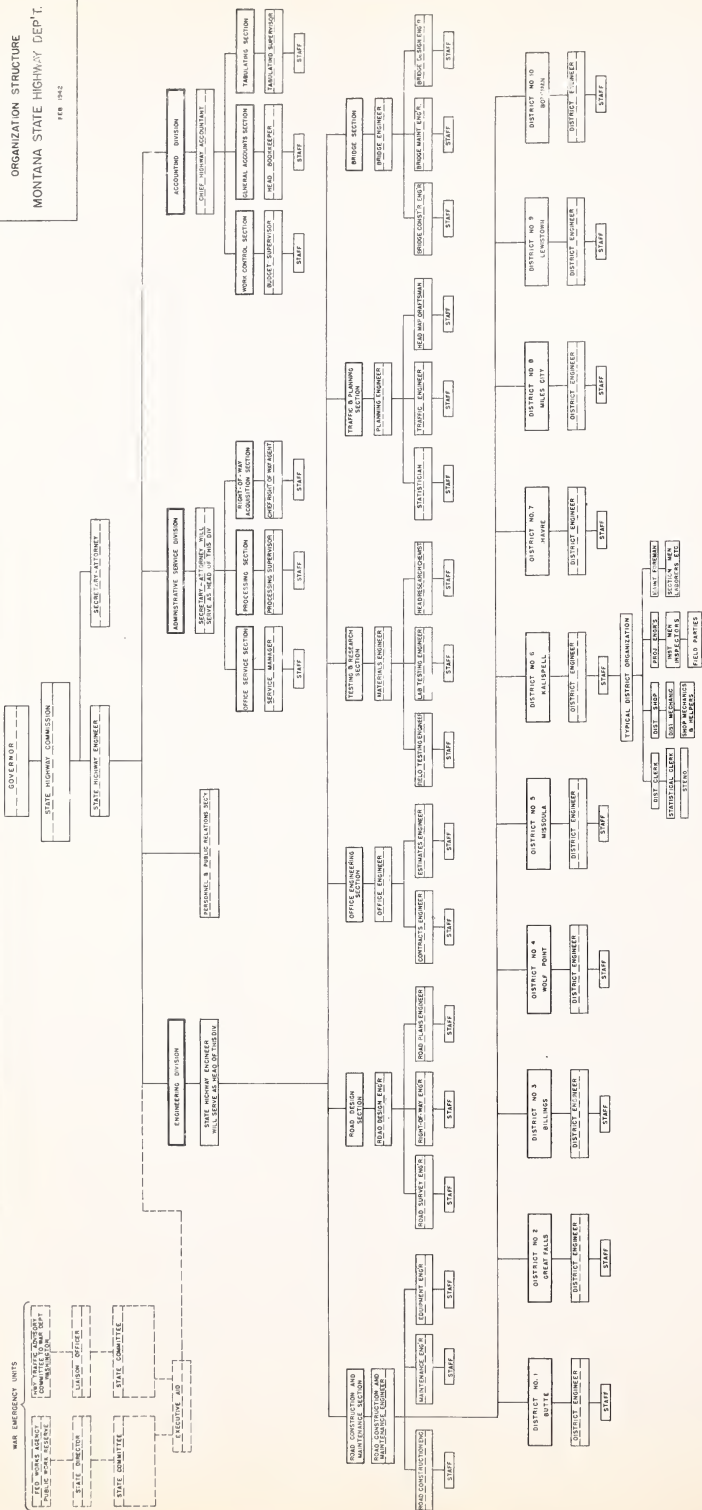 ORGANIZATION STRUCTURE
MONTANA STATE HIGHWAY DEP'T.
FEB 1942
WAR EMERGENCY UNITS
FED WORKS AGENCY
PUBLIC WORK RESERVE
STATE DIRECTOR
STATE COMMITTEE
HWY TRAFFIC ADVISORY
COMMITTEE TO WAR DEPT
WASHINGTON
LIAISON OFFICER
STATE COMMITTEE
EXECUTIVE AID
GOVERNOR
STATE HIGHWAY COMMISSION
STATE HIGHWAY ENGINEER
SECRETARY-ATTORNEY
ENGINEERING DIVISION
STATE HIGHWAY ENGINEER
WILL SERVE AS HEAD OF THIS DIV.
PERSONNEL & PUBLIC RELATIONS SEC'Y.
ADMINISTRATIVE SERVICE DIVISION
SECRETARY-ATTORNEY WILL
SERVE AS HEAD OF THIS DIV
OFFICE SERVICE SECTION
SERVICE MANAGER
STAFF
PROCESSING SECTION
PROCESSING SUPERVISOR
STAFF
RIGHT-OF-WAY
ACQUISITION SECTION
CHIEF RIGHT OF WAY AGENT
STAFF
ACCOUNTING DIVISION
CHIEF HIGHWAY ACCOUNTANT
WORK CONTROL SECTION
BUDGET SUPERVISOR
STAFF
GENERAL ACCOUNTS SECTION
HEAD BOOKKEEPER
STAFF
TABULATING SECTION
TABULATING SUPERVISOR
STAFF
ROAD CONSTRUCTION AND
MAINTENANCE SECTION
ROAD CONSTRUCTION AND
MAINTENANCE ENGINEER
ROAD CONSTRUCTION ENG
STAFF
MAINTENANCE ENG'R
STAFF
EQUIPMENT ENG'R
STAFF
ROAD DESIGN
SECTION
ROAD DESIGN ENG'R
ROAD SURVEY ENG'R
STAFF
RIGHT-OF-WAY ENG'R.
STAFF
ROAD PLANS ENGINEER
STAFF
OFFICE ENGINEERING
SECTION
OFFICE ENGINEER
CONTRACTS ENGINEER
STAFF
ESTIMATES ENGINEER
STAFF
TESTING & RESEARCH
SECTION
MATERIALS ENGINEER
FIELD TESTING ENGINEER
STAFF
LAB TESTING ENGINEER
STAFF
HEAD RESEARCH CHEMIST
STAFF
TRAFFIC & PLANNING
SECTION
PLANNING ENGINEER
STATISTICIAN
STAFF
TRAFFIC ENGINEER
STAFF
HEAD MAP DRAFTSMAN
STAFF
BRIDGE SECTION
BRIDGE ENGINEER
BRIDGE CONST'R ENG'R
STAFF
BRIDGE MAINT ENG'R
STAFF
BRIDGE DESIGN ENG'R
STAFF
DISTRICT NO. 1
BUTTE
DISTRICT ENGINEER
STAFF
DISTRICT NO 2
GREAT FALLS
DISTRICT ENGINEER
STAFF
DISTRICT NO 3
BILLINGS
DISTRICT ENGINEER
STAFF
DISTRICT NO 4
WOLF POINT
DISTRICT ENGINEER
STAFF
DISTRICT NO 5
MISSOULA
DISTRICT ENGINEER
STAFF
DISTRICT NO 6
KALISPELL
DISTRICT ENGINEER
STAFF
DISTRICT NO. 7
HAVRE
DISTRICT ENGINEER
STAFF
DISTRICT NO 8
MILES CITY
DISTRICT ENGINEER
STAFF
DISTRICT NO 9
LEWISTOWN
DISTRICT ENGINEER
STAFF
DISTRICT NO 10
BOZEMAN
DISTRICT ENGINEER
STAFF
TYPICAL DISTRICT ORGANIZATION
DIST CLERK
STATISTICAL CLERK
STENO
DIST SHOP
DIST MECHANIC
SHOP MECHANICS
& HELPERS
PROJ ENGR'S
INST MEN
INSPECTORS
FIELD PARTIES
MAINT FOREMAN
SECTION MEN
LABORERS ETC